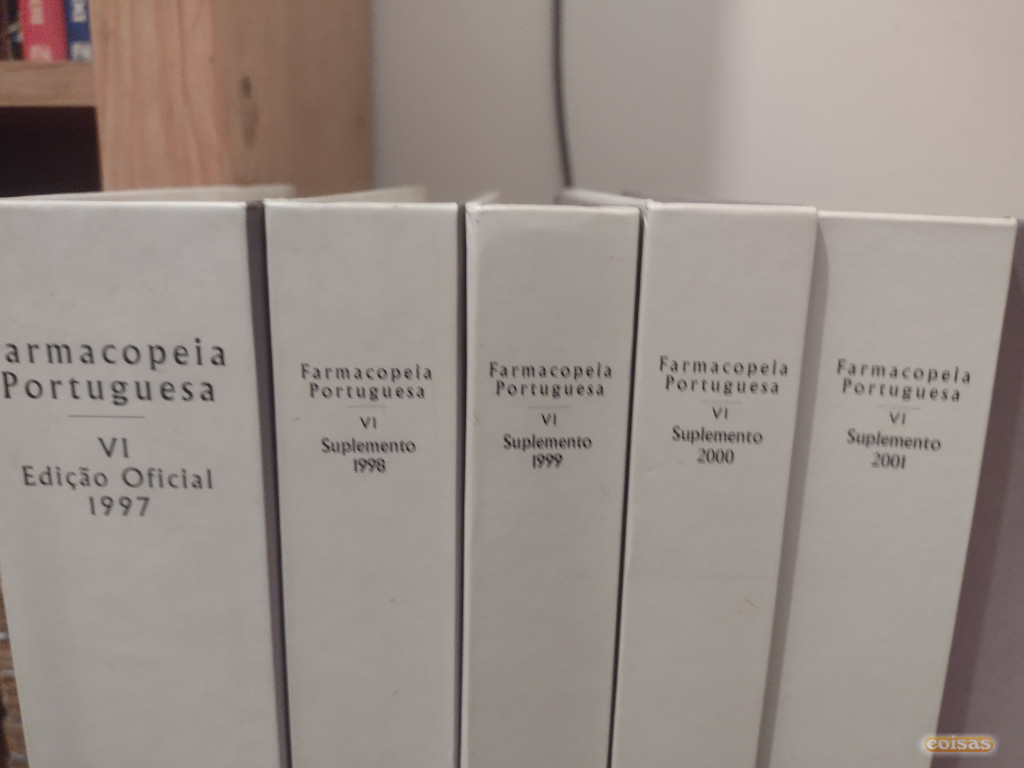 armacopeia
Portuguesa
VI
Edição Oficial
1997
Farmacopeia
Portuguesa
VI
Suplemento
1998
Farmacopeia
Portuguesa
VI
Suplemento
1999
Farmacopeia
Portuguesa
VI
Suplemento
2000
Farmacopeia
Portuguesa
VI
Suplemento
2001
coisas